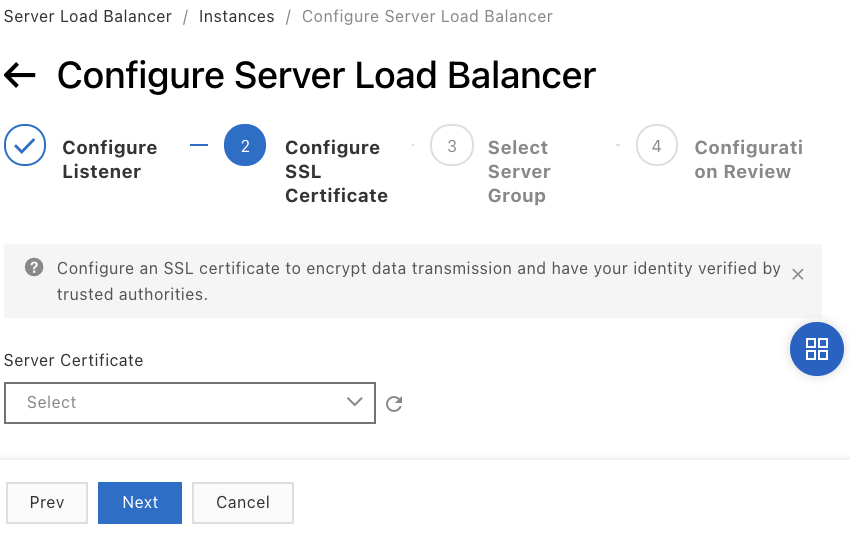 Server Load Balancer / Instances / Configure Server Load Balancer
Configure Server Load Balancer
Configure
Listener
2
Configure
SSL
Certificate
3
Select
Server
Group
4
Configurati
on Review
Configure an SSL certificate to encrypt data transmission and have your identity verified by
trusted authorities.
Server Certificate
Select
Prev
Next
Cancel